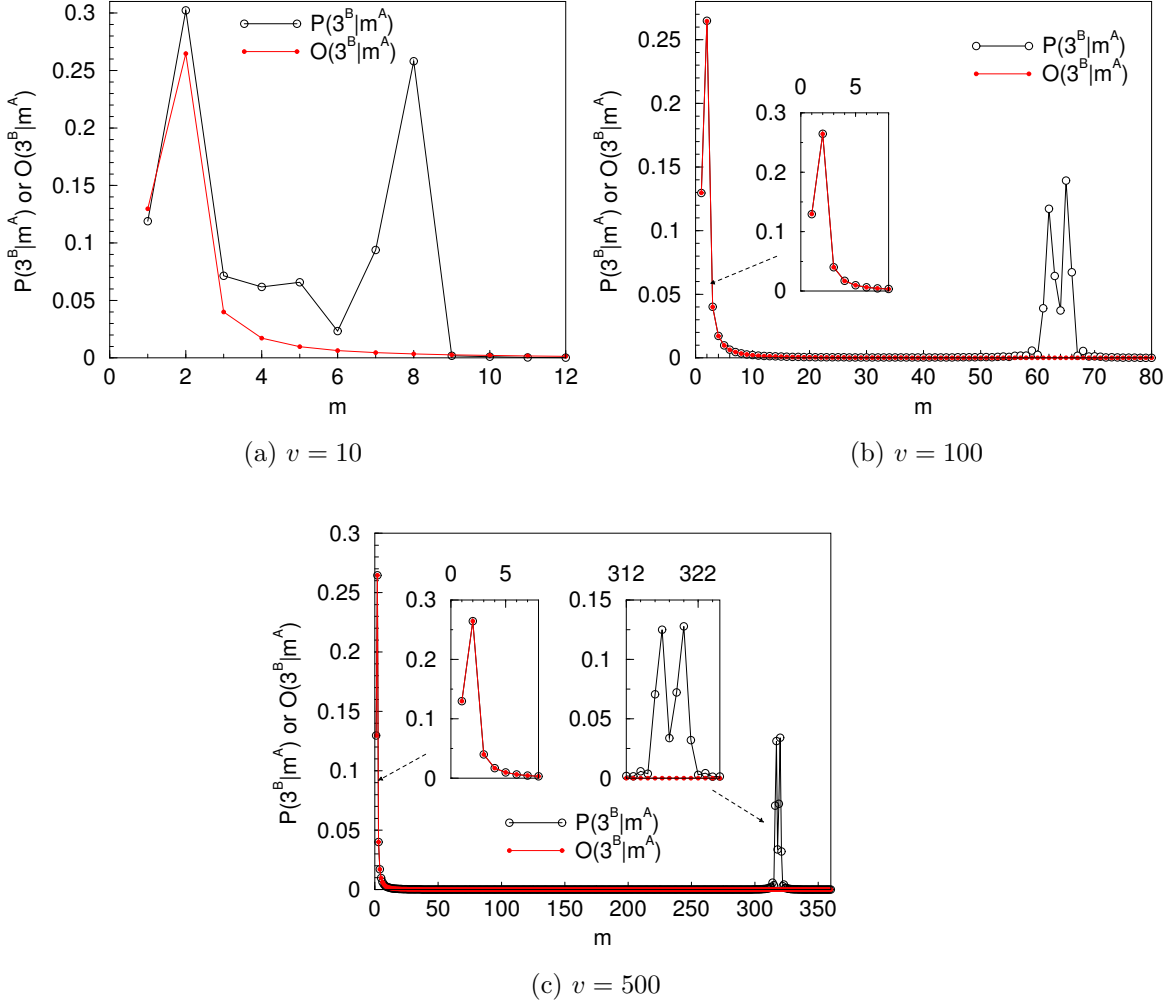 P(3^B|m^A) or O(3^B|m^A)
0.3
0.25
0.2
0.15
0.1
0.05
0
P(3^B|m^A)
O(3^B|m^A)
0 2 4 6 8 10 12
m
(a) v = 10
P(3^B|m^A) or O(3^B|m^A)
0.25
0.2
0.15
0.1
0.05
0
P(3^B|m^A)
O(3^B|m^A)
0 5
0.3
0.2
0.1
0
0 10 20 30 40 50 60 70 80
m
(b) v = 100
P(3^B|m^A) or O(3^B|m^A)
0.3
0.25
0.2
0.15
0.1
0.05
0
0 5
0.3
0.2
0.1
0
312 322
0.15
0.1
0.05
0
P(3^B|m^A)
O(3^B|m^A)
0 50 100 150 200 250 300 350
m
(c) v = 500